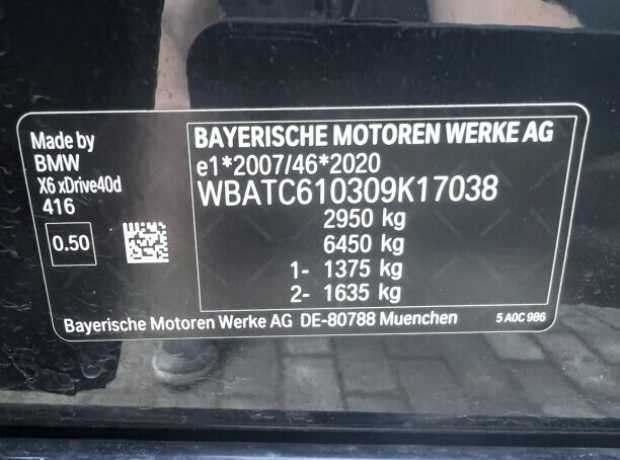 Made by
BMW
X6 xDrive40d
416
0.50
BAYERISCHE MOTOREN WERKE AG
e1*2007/46*2020
WBATC610309K17038
2950 kg
6450 kg
1- 1375 kg
2- 1635 kg
Bayerische Motoren Werke AG DE-80788 Muenchen
5 A0C 986